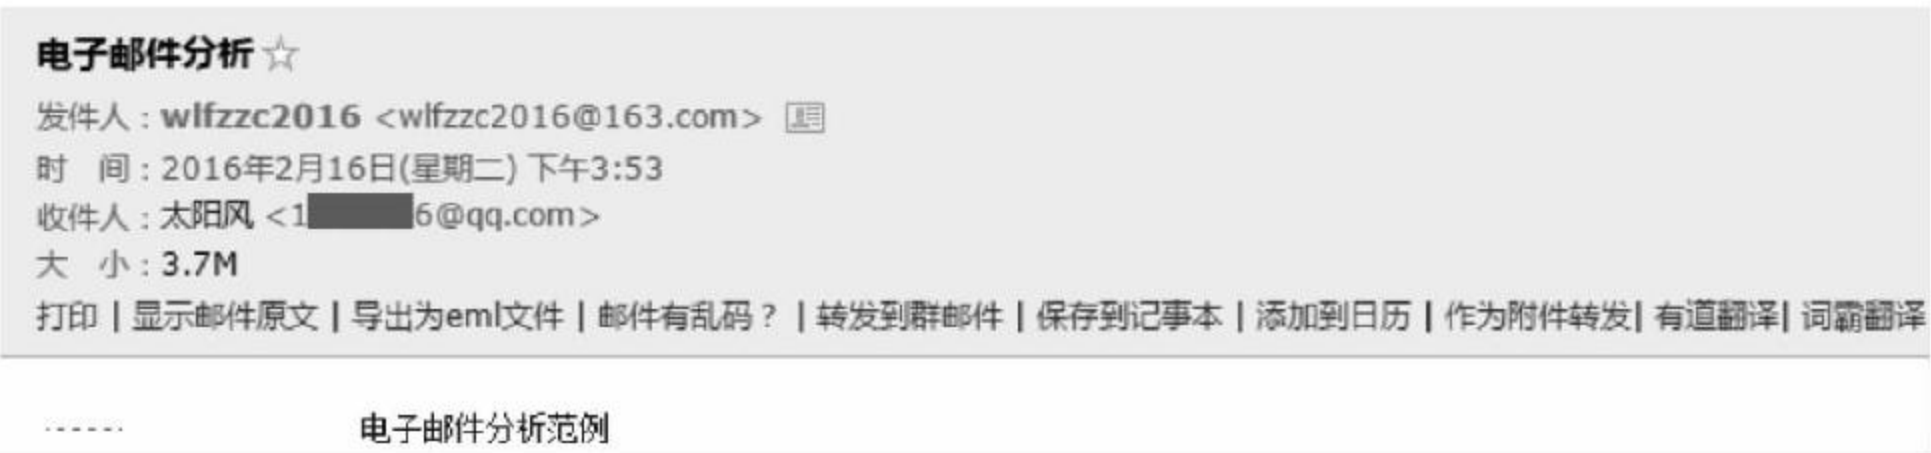 电子邮件分析☆
发件人：wlfzzc2016 <wlfzzc2016@163.com>
时　间：2016年2月16日(星期二) 下午3:53
收件人：太阳风 <1 6@qq.com>
大　小：3.7M
打印 | 显示邮件原文 | 导出为eml文件 | 邮件有乱码？ | 转发到群邮件 | 保存到记事本 | 添加到日历 | 作为附件转发| 有道翻译| 词霸翻译
------ 电子邮件分析范例